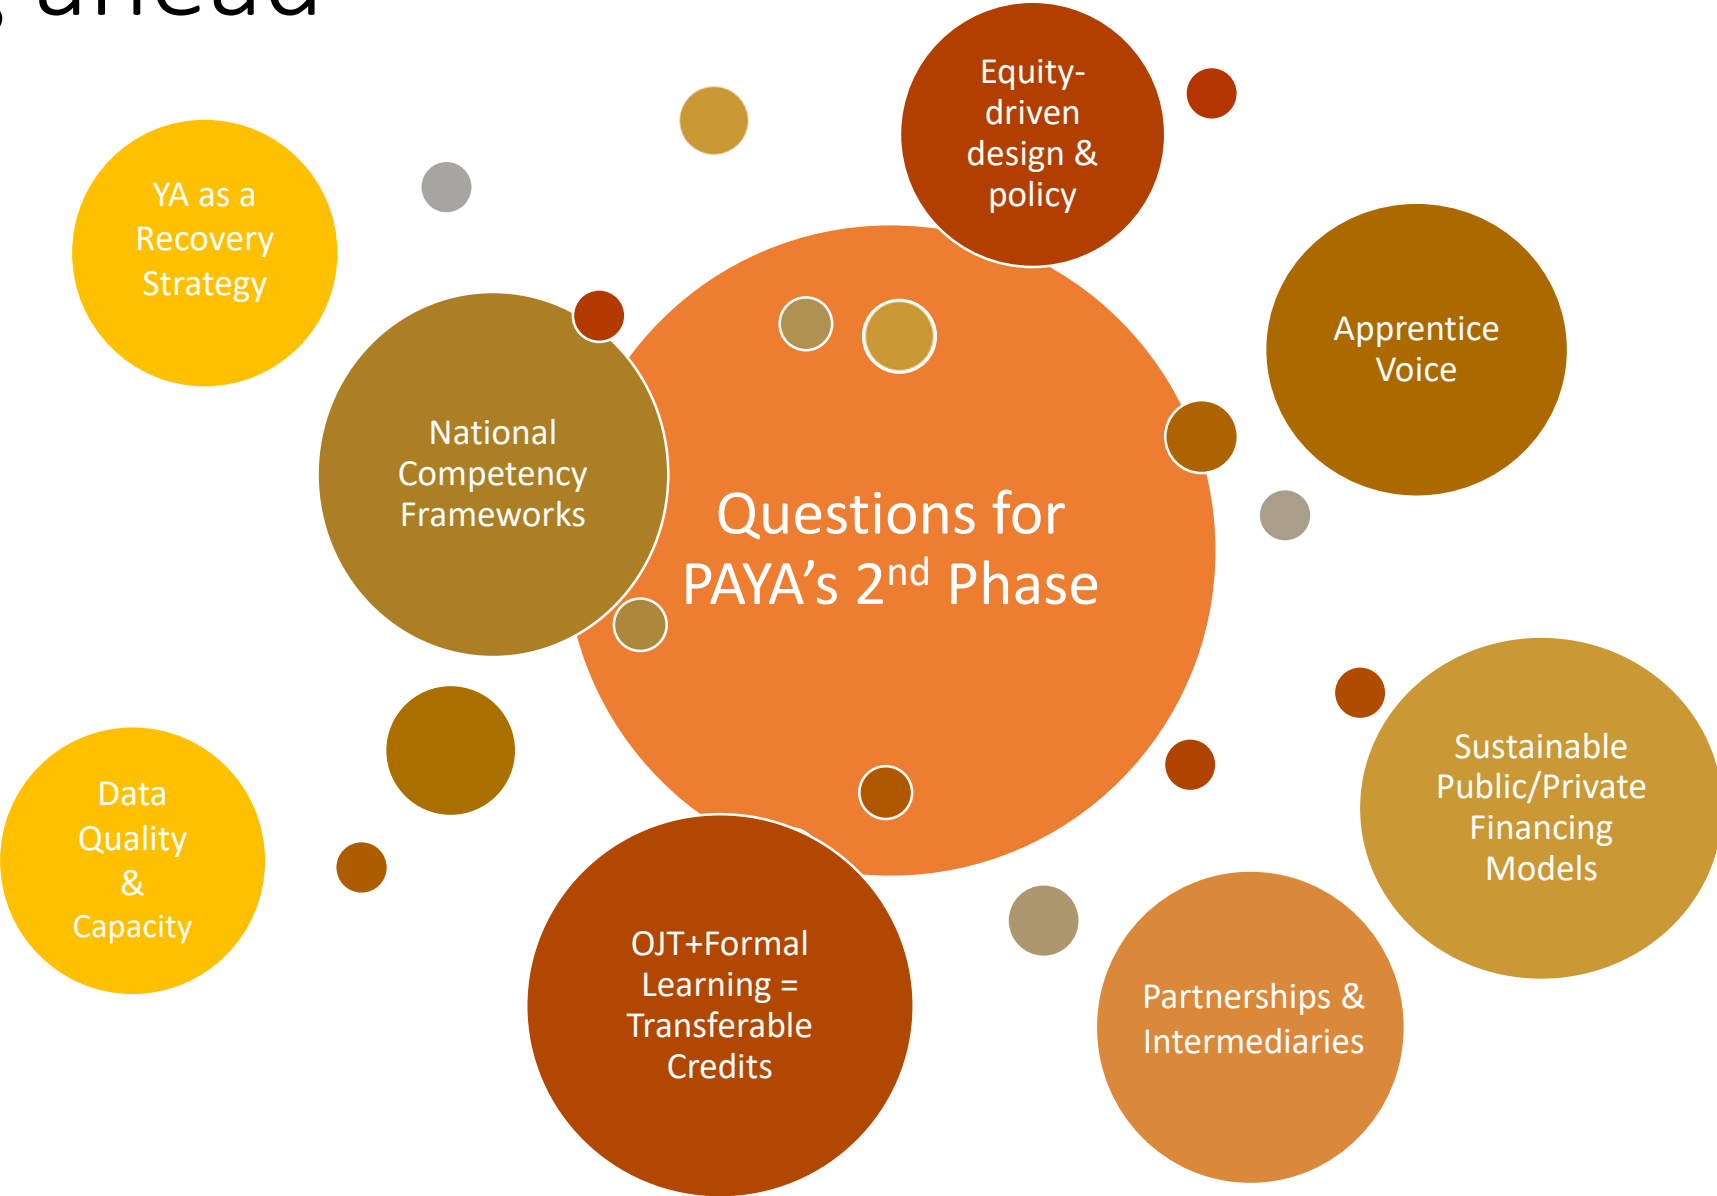 ahead
Equity-
driven
design &
policy
YA as a
Recovery
Strategy
Apprentice
Voice
National
Competency
Frameworks
Questions for
PAYA’s 2nd Phase
Sustainable
Public/Private
Financing
Models
Data
Quality
&
Capacity
OJT+Formal
Learning =
Transferable
Credits
Partnerships &
Intermediaries